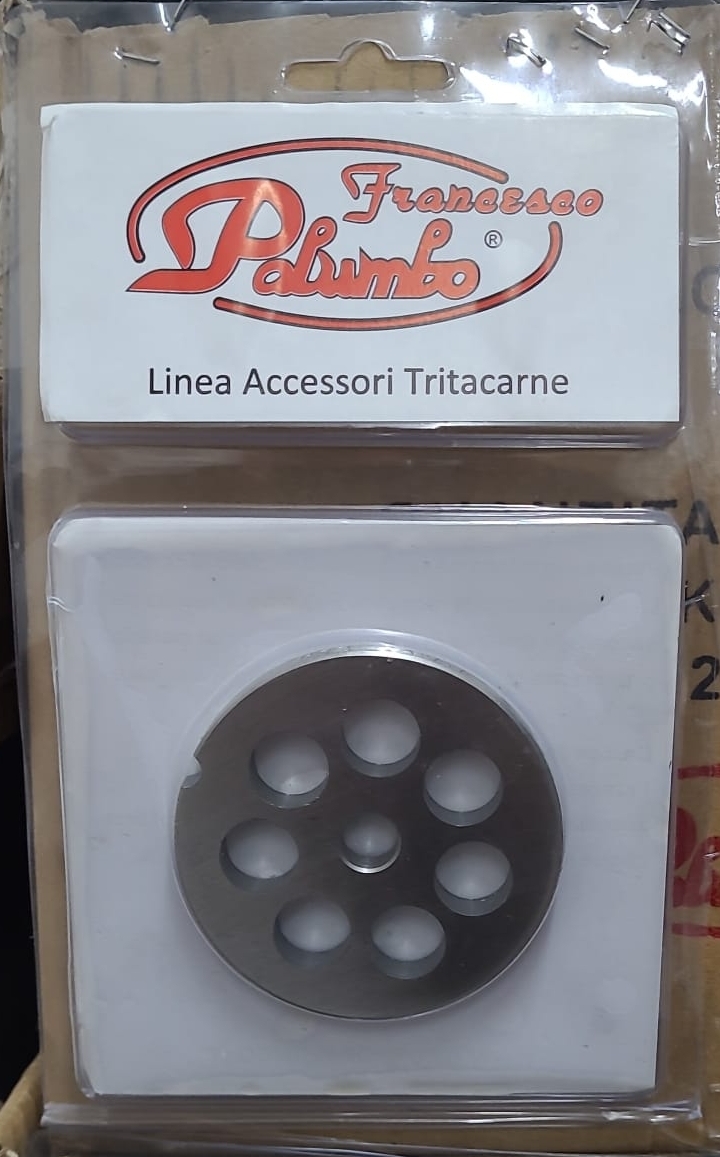 Francesco
Palumbo ®
Linea Accessori Tritacarne